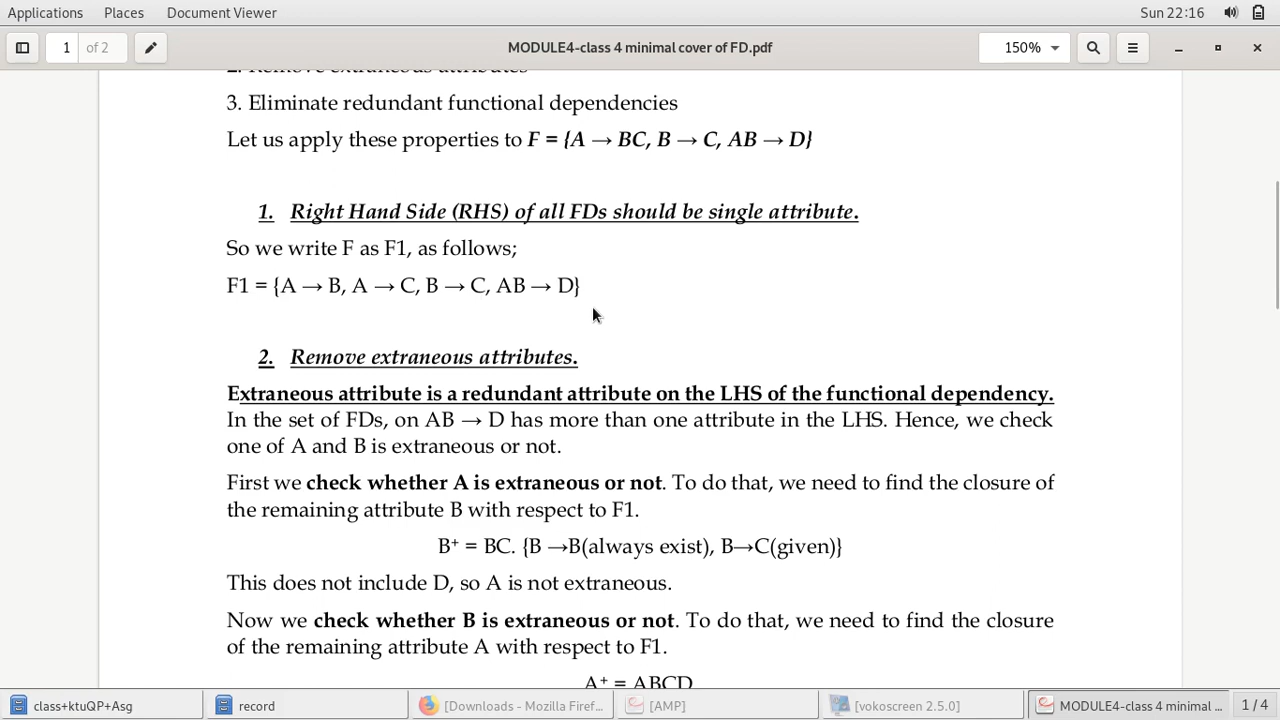 Applications Places Document Viewer Sun 22:16
1 of 2 MODULE4-class 4 minimal cover of FD.pdf 150%
2. Remove extraneous attributes
3. Eliminate redundant functional dependencies
Let us apply these properties to F = {A → BC, B → C, AB → D}
1. Right Hand Side (RHS) of all FDs should be single attribute.
So we write F as F1, as follows;
F1 = {A → B, A → C, B → C, AB → D}
2. Remove extraneous attributes.
Extraneous attribute is a redundant attribute on the LHS of the functional dependency.
In the set of FDs, on AB → D has more than one attribute in the LHS. Hence, we check
one of A and B is extraneous or not.
First we check whether A is extraneous or not. To do that, we need to find the closure of
the remaining attribute B with respect to F1.
B⁺ = BC. {B →B(always exist), B→C(given)}
This does not include D, so A is not extraneous.
Now we check whether B is extraneous or not. To do that, we need to find the closure
of the remaining attribute A with respect to F1.
A⁺ = ABCD
class+ktuQP+Asg record [Downloads - Mozilla Firef... [AMP] [vokoscreen 2.5.0] MODULE4-class 4 minimal ... 1 / 4